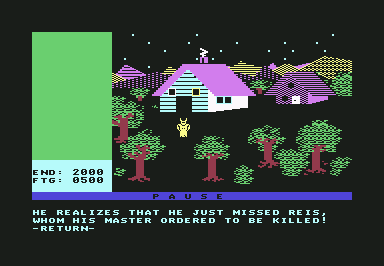 END: 2000
FTG: 0500
PAUSE
HE REALIZES THAT HE JUST MISSED REIS,
WHOM HIS MASTER ORDERED TO BE KILLED!
-RETURN-